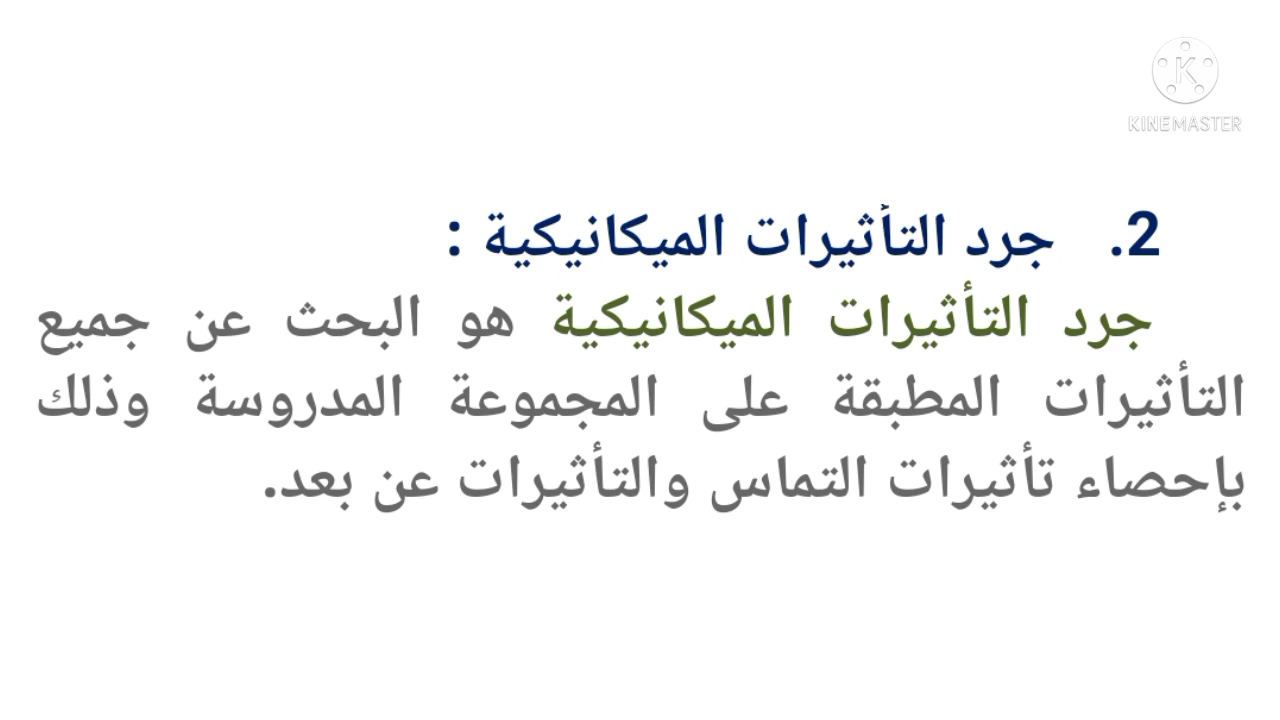 KINEMASTER
2. جرد التأثيرات الميكانيكية :
جرد التأثيرات الميكانيكية هو البحث عن جميع
التأثيرات المطبقة على المجموعة المدروسة وذلك
بإحصاء تأثيرات التماس والتأثيرات عن بعد.